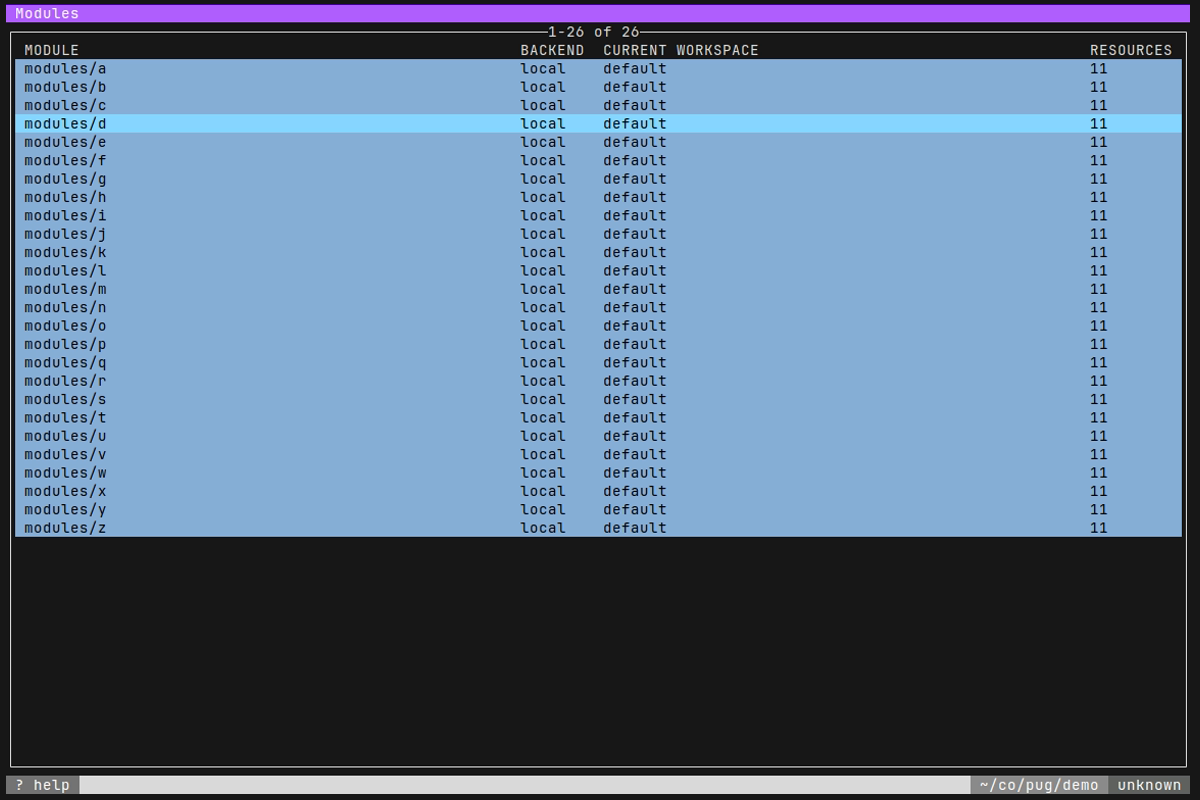 Modules
1-26 of 26
MODULE BACKEND CURRENT WORKSPACE RESOURCES
modules/a local default 11
modules/b local default 11
modules/c local default 11
modules/d local default 11
modules/e local default 11
modules/f local default 11
modules/g local default 11
modules/h local default 11
modules/i local default 11
modules/j local default 11
modules/k local default 11
modules/l local default 11
modules/m local default 11
modules/n local default 11
modules/o local default 11
modules/p local default 11
modules/q local default 11
modules/r local default 11
modules/s local default 11
modules/t local default 11
modules/u local default 11
modules/v local default 11
modules/w local default 11
modules/x local default 11
modules/y local default 11
modules/z local default 11
? help ~/co/pug/demo unknown